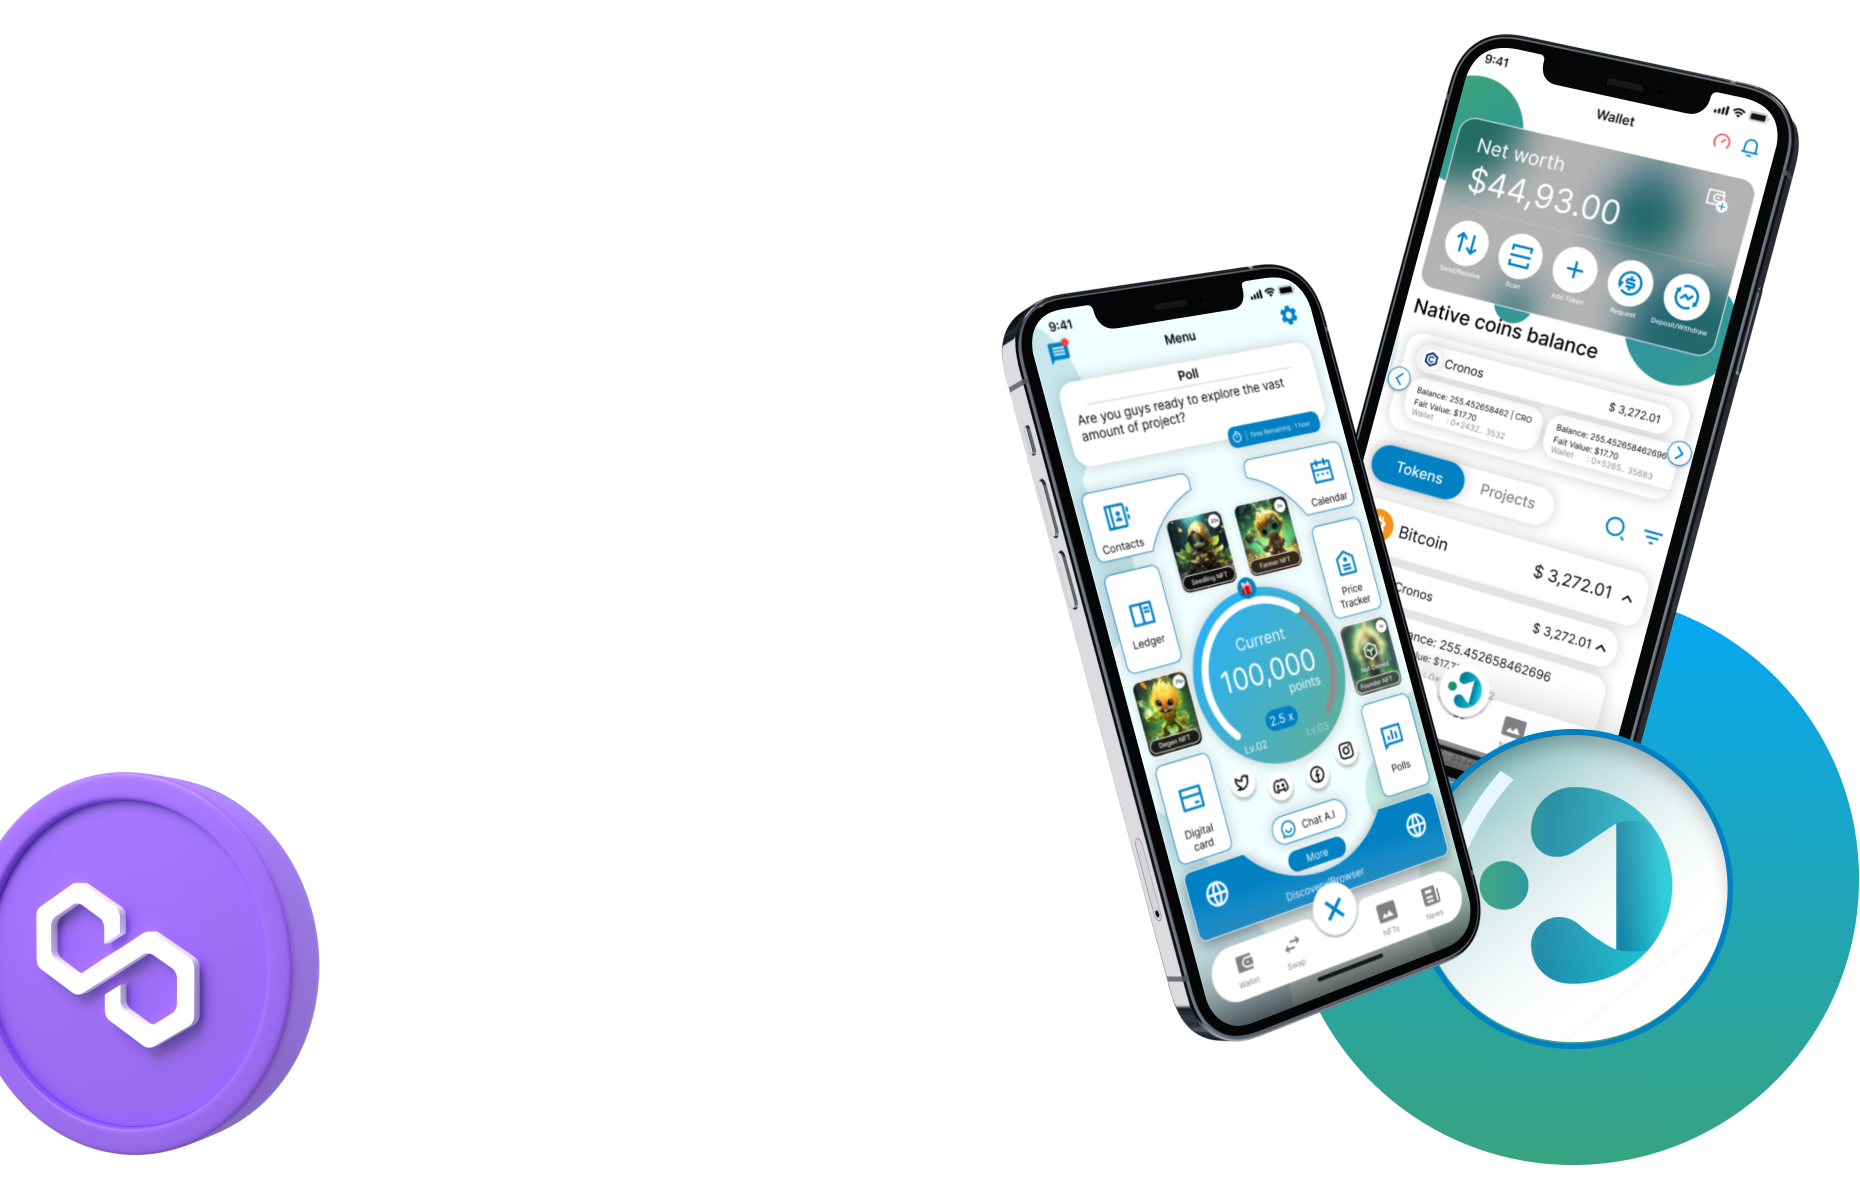 9:41
Menu
Poll
Are you guys ready to explore the vast
amount of project?
Time Remaining : 1 hour
Contacts
Calendar
Seedling NFT
Farmer NFT
Ledger
Price
Tracker
Current
100,000
points
2.5 x
Lv.02
Lv.03
Not Owned
Founder NFT
Degen NFT
Digital
card
Polls
Chat A.I
More
Discovery/Browser
Wallet
Swap
NFTs
News
9:41
Wallet
Net worth
$44,93.00
Send/Receive
Scan
Add Token
Request
Deposit/Withdraw
Native coins balance
Cronos
$ 3,272.01
Balance: 255.452658462 | CRO
Fait Value: $17.70
Wallet : 0x2432.. 3532
Balance: 255.452658462696
Fait Value: $17.70
Wallet : 0x5265.. 35683
Tokens
Projects
Bitcoin
$ 3,272.01
Cronos
$ 3,272.01
ance: 255.452658462696
lue: $17.7